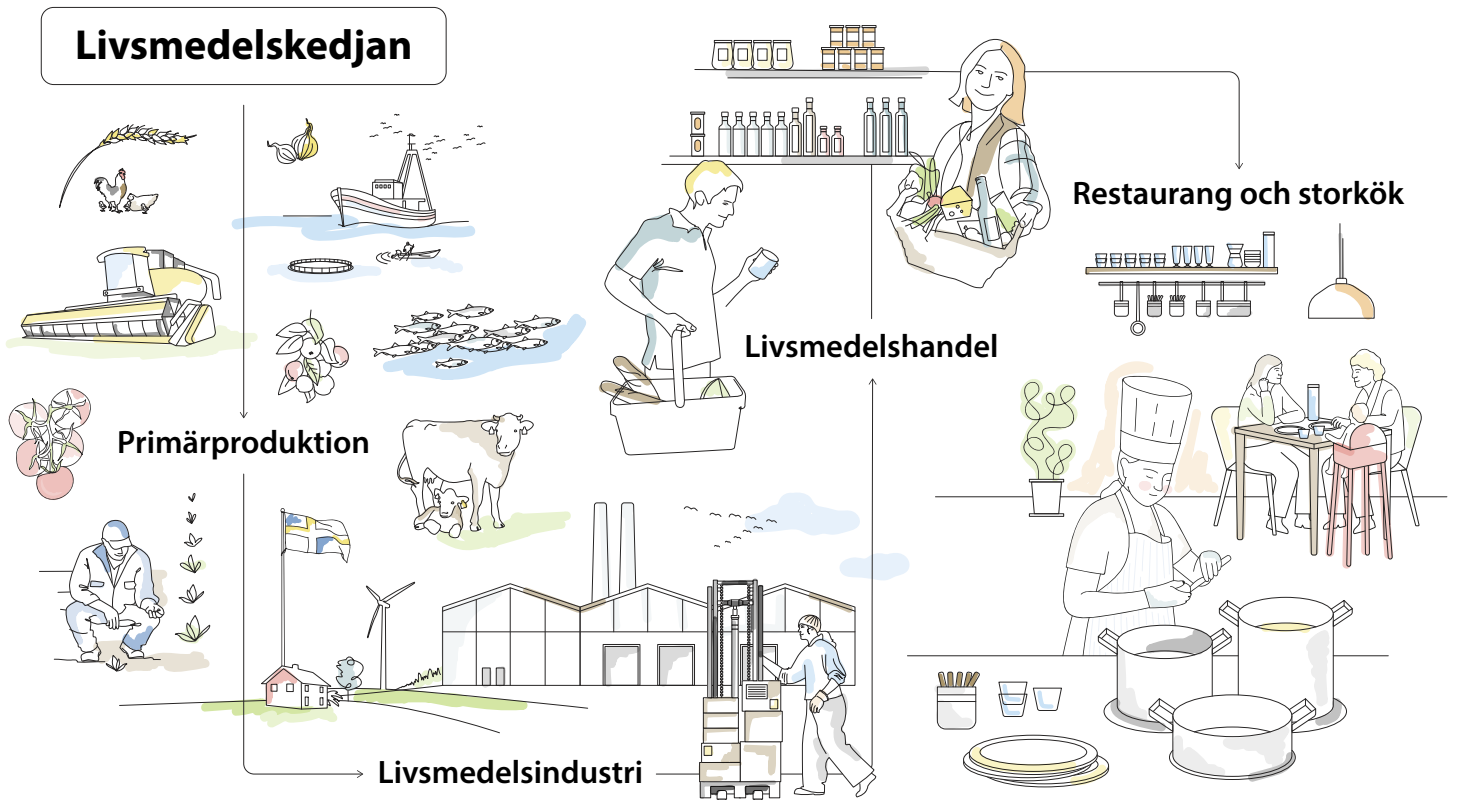 Livsmedelskedjan
Primärproduktion
Livsmedelsindustri
Livsmedelshandel
Restaurang och storkök